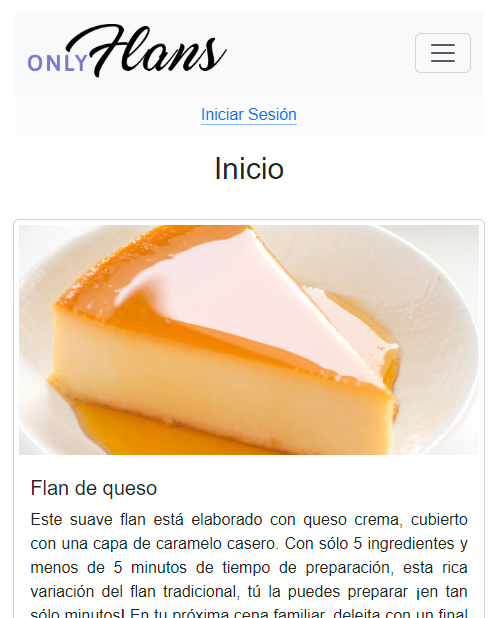 ONLY Flans
Iniciar Sesión
Inicio
Flan de queso
Este suave flan está elaborado con queso crema, cubierto
con una capa de caramelo casero. Con sólo 5 ingredientes y
menos de 5 minutos de tiempo de preparación, esta rica
variación del flan tradicional, tú la puedes preparar ¡en tan
sólo minutos! En tu próxima cena familiar, deleita con un final